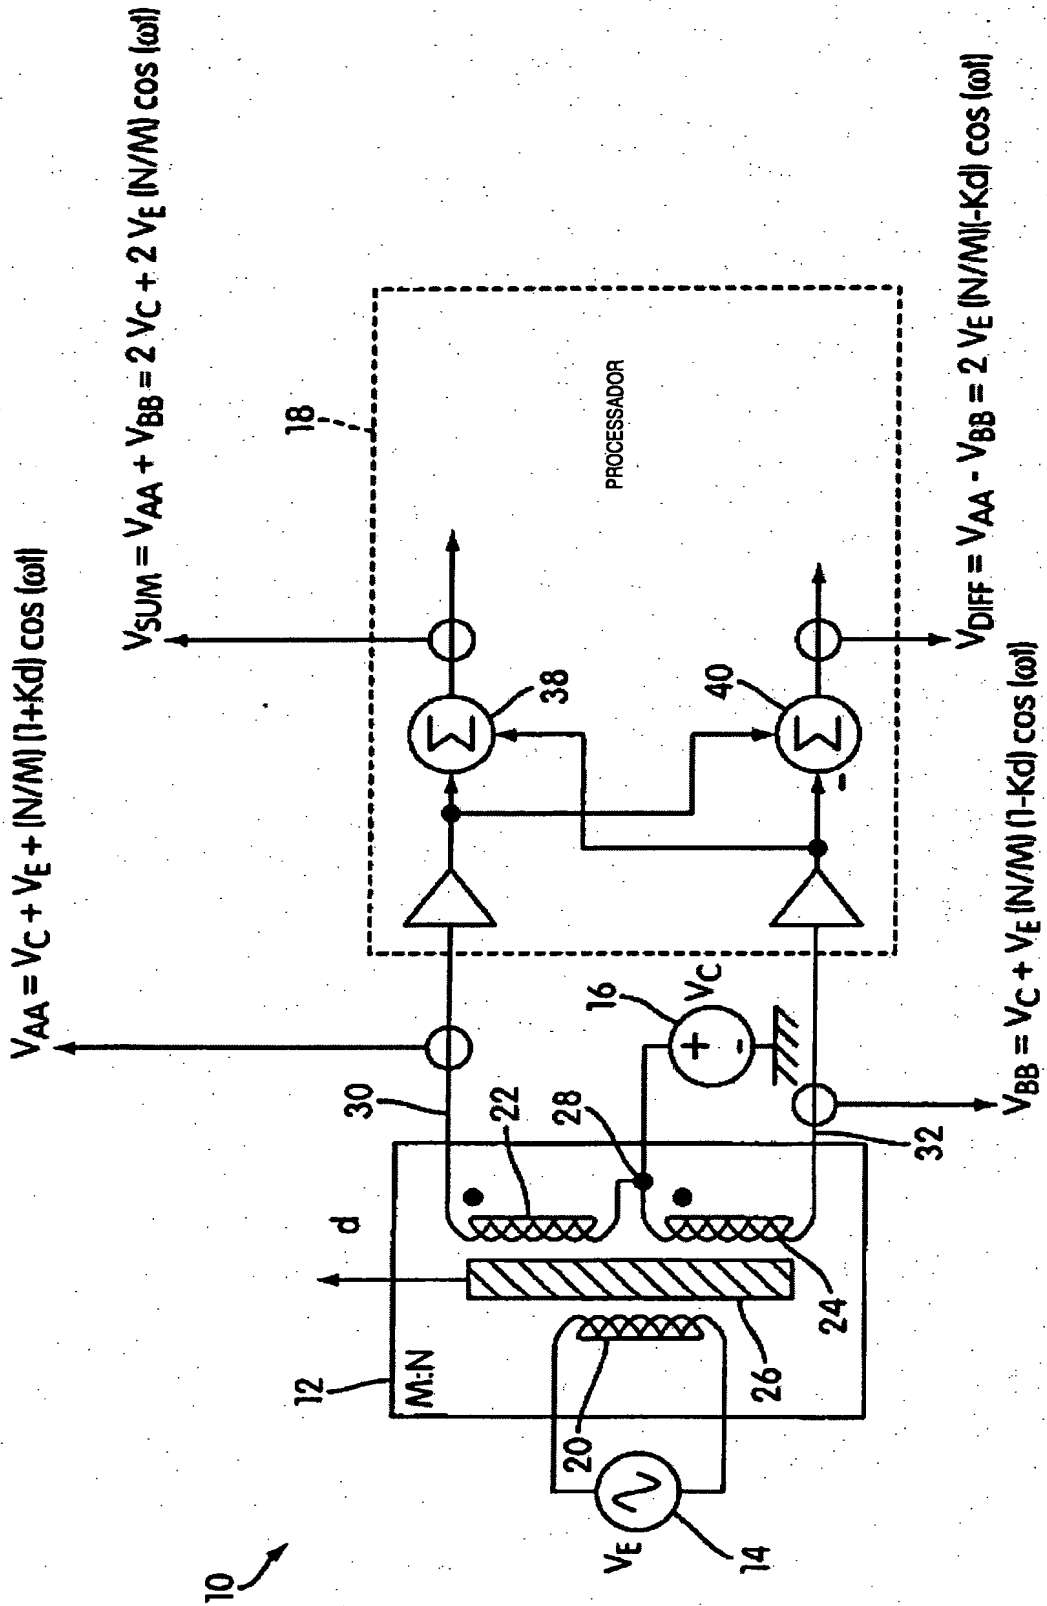 V_AA = V_C + V_E + (N/M) (1+Kd) cos (ωt)
V_SUM = V_AA + V_BB = 2 V_C + 2 V_E (N/M) cos (ωt)
10
12
M:N
d
30
22
28
16
V_C
18
38
PROCESSADOR
40
V_E
14
20
26
24
32
V_BB = V_C + V_E (N/M) (1-Kd) cos (ωt)
V_DIFF = V_AA - V_BB = 2 V_E (N/M)(-Kd) cos (ωt)
Σ
Σ
+
-
-